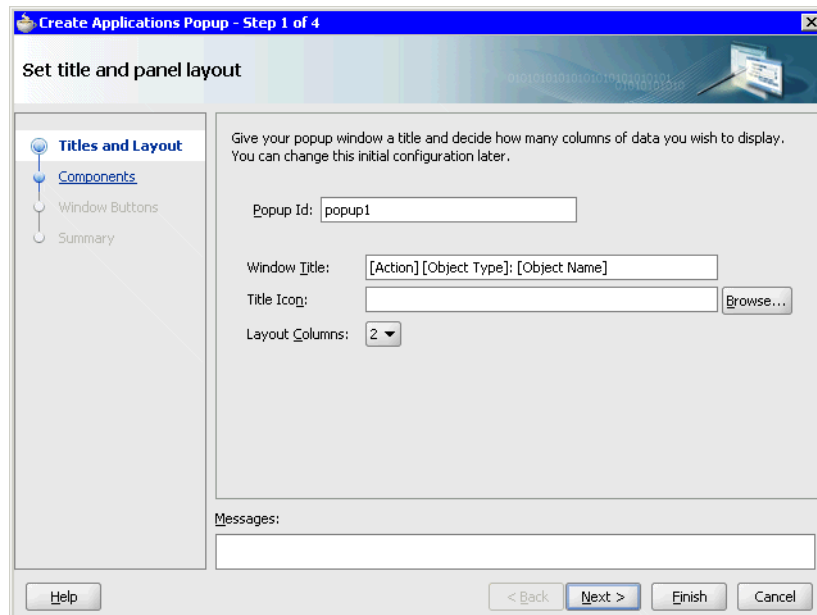 Create Applications Popup - Step 1 of 4
Set title and panel layout
Titles and Layout
Components
Window Buttons
Summary
Give your popup window a title and decide how many columns of data you wish to display.
You can change this initial configuration later.
Popup Id: popup1
Window Title: [Action] [Object Type]: [Object Name]
Title Icon: Browse...
Layout Columns: 2
Messages:
Help < Back Next > Finish Cancel